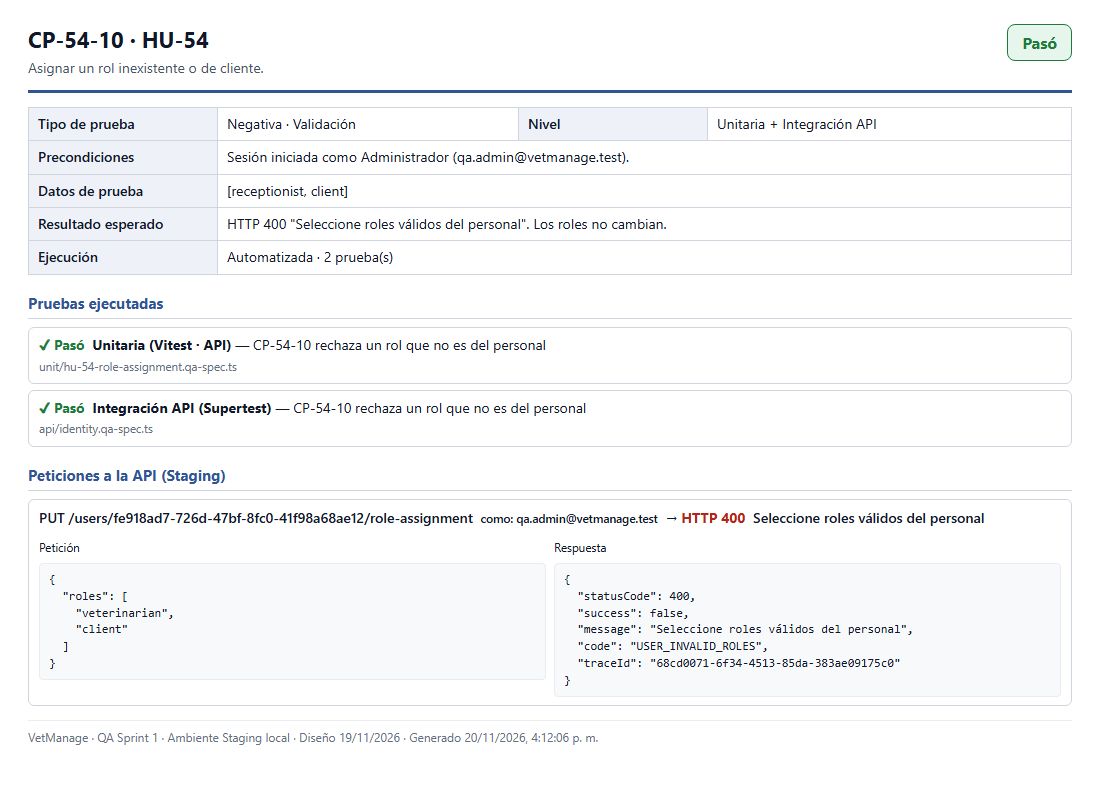 CP-54-10 · HU-54
Pasó
Asignar un rol inexistente o de cliente.
Tipo de prueba Negativa · Validación Nivel Unitaria + Integración API
Precondiciones Sesión iniciada como Administrador (qa.admin@vetmanage.test).
Datos de prueba [receptionist, client]
Resultado esperado HTTP 400 "Seleccione roles válidos del personal". Los roles no cambian.
Ejecución Automatizada · 2 prueba(s)
Pruebas ejecutadas
✓ Pasó Unitaria (Vitest · API) — CP-54-10 rechaza un rol que no es del personal
unit/hu-54-role-assignment.qa-spec.ts
✓ Pasó Integración API (Supertest) — CP-54-10 rechaza un rol que no es del personal
api/identity.qa-spec.ts
Peticiones a la API (Staging)
PUT /users/fe918ad7-726d-47bf-8fc0-41f98a68ae12/role-assignment como: qa.admin@vetmanage.test → HTTP 400 Seleccione roles válidos del personal
Petición
{
"roles": [
"veterinarian",
"client"
]
}
Respuesta
{
"statusCode": 400,
"success": false,
"message": "Seleccione roles válidos del personal",
"code": "USER_INVALID_ROLES",
"traceId": "68cd0071-6f34-4513-85da-383ae09175c0"
}
VetManage · QA Sprint 1 · Ambiente Staging local · Diseño 19/11/2026 · Generado 20/11/2026, 4:12:06 p. m.